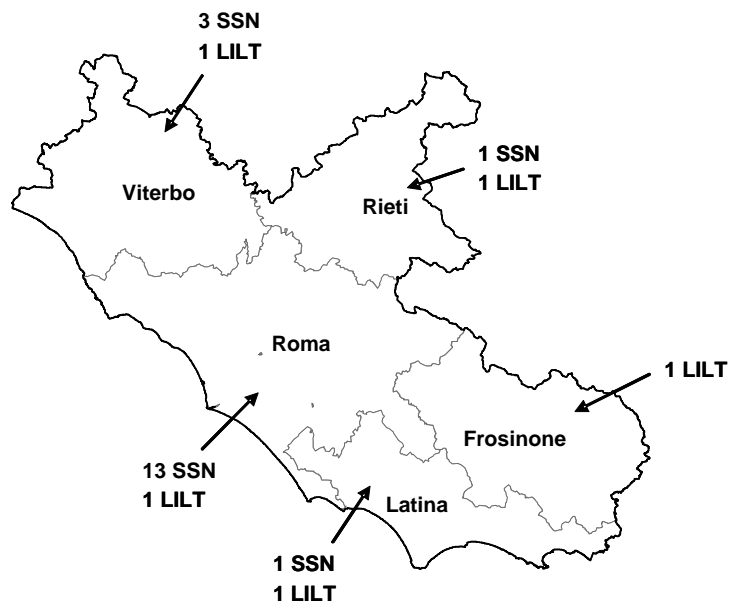 3 SSN
1 LILT
1 SSN
1 LILT
Viterbo
Rieti
Roma
1 LILT
Frosinone
13 SSN
1 LILT
Latina
1 SSN
1 LILT